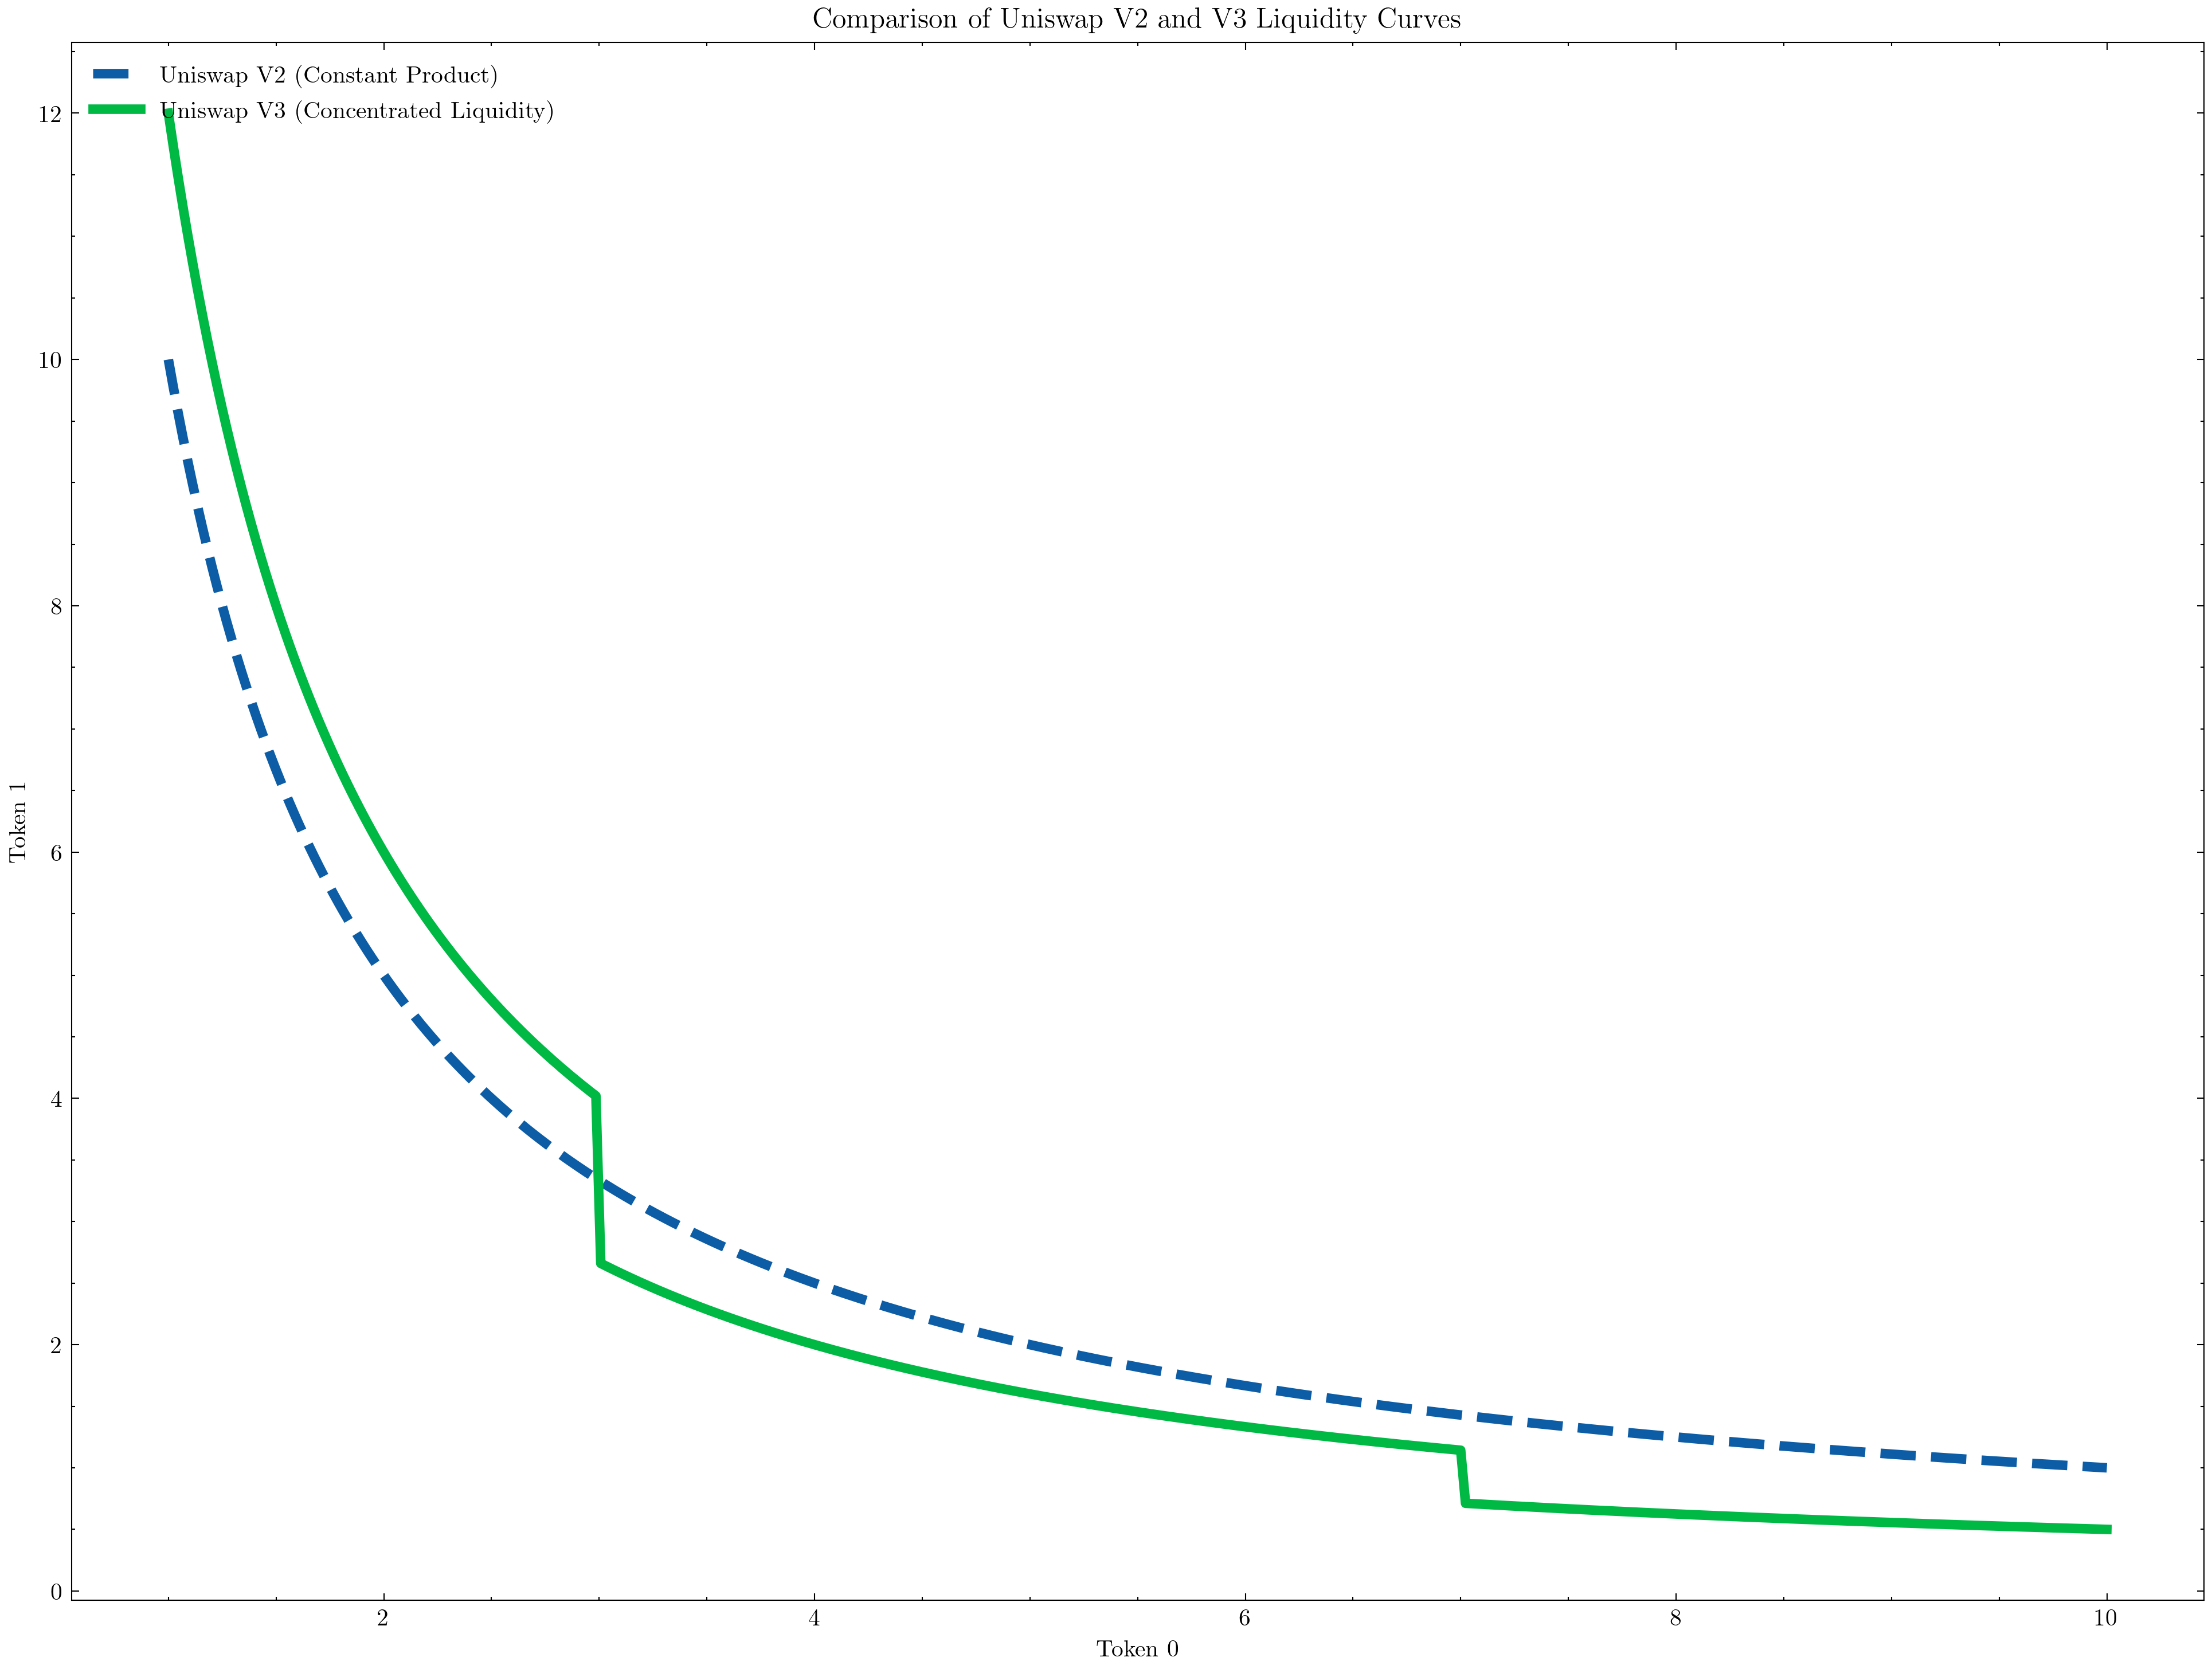 Comparison of Uniswap V2 and V3 Liquidity Curves
Uniswap V2 (Constant Product)
Uniswap V3 (Concentrated Liquidity)
Token 1
12
10
8
6
4
2
0
2
4
6
8
10
Token 0